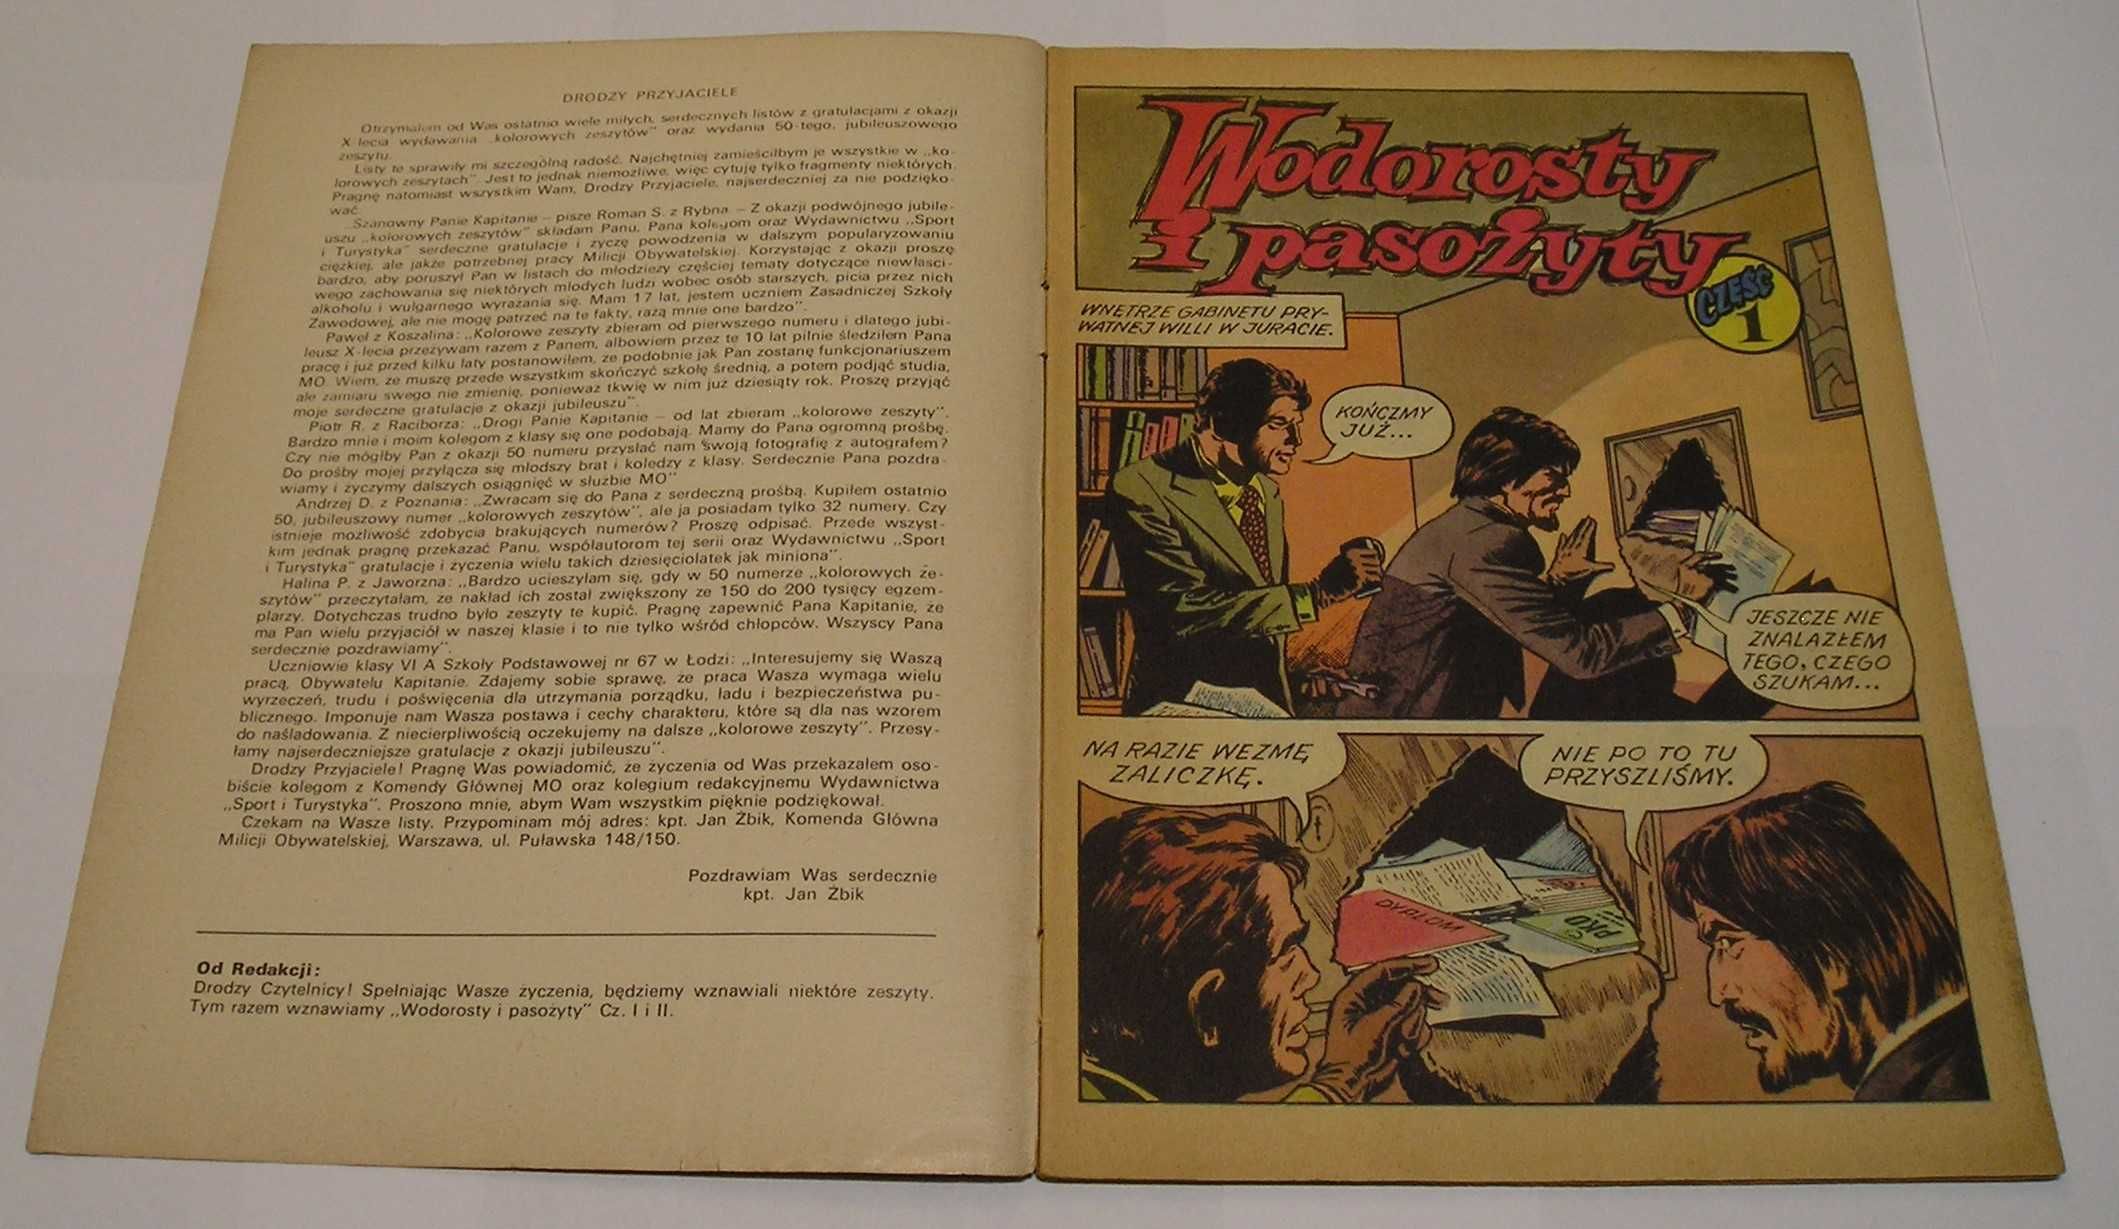 DRODZY PRZYJACIELE
Otrzymałem od Was ostatnio wiele miłych, serdecznych listów z gratulacjami z okazji
X-lecia wydawania „kolorowych zeszytów" oraz wydania 50-tego, jubileuszowego
zeszytu.
Listy te sprawiły mi szczególną radość. Najchętniej zamieściłbym je wszystkie w „ko-
lorowych zeszytach". Jest to jednak niemożliwe, więc cytuję tylko fragmenty niektórych.
Pragnę natomiast wszystkim Wam, Drodzy Przyjaciele, najserdeczniej za nie podzięko-
wać.
„Szanowny Panie Kapitanie – pisze Roman S. z Rybna. – Z okazji podwójnego jubile-
uszu „kolorowych zeszytów" składam Panu, Pana kolegom oraz Wydawnictwu „Sport
i Turystyka" serdeczne gratulacje i życzę powodzenia w dalszym popularyzowaniu
ciężkiej, ale jakże potrzebnej pracy Milicji Obywatelskiej. Korzystając z okazji proszę
bardzo, aby poruszył Pan w listach do młodzieży częściej tematy dotyczące niewłaści-
wego zachowania się niektórych młodych ludzi wobec osób starszych, picia przez nich
alkoholu i wulgarnego wyrażania się. Mam 17 lat, jestem uczniem Zasadniczej Szkoły
Zawodowej, ale nie mogę patrzeć na te fakty, rażą mnie one bardzo".
Paweł z Koszalina: „Kolorowe zeszyty zbieram od pierwszego numeru i dlatego jubi-
leusz X-lecia przeżywam razem z Panem, albowiem przez te 10 lat pilnie śledziłem Pana
pracę i już przed kilku laty postanowiłem, że podobnie jak Pan zostanę funkcjonariuszem
MO. Wiem, że muszę przede wszystkim skończyć szkołę średnią, a potem podjąć studia,
ale zamiaru swego nie zmienię, ponieważ tkwię w nim już dziesiąty rok. Proszę przyjąć
moje serdeczne gratulacje z okazji jubileuszu".
Piotr R. z Raciborza: „Drogi Panie Kapitanie – od lat zbieram „kolorowe zeszyty".
Bardzo mnie i moim kolegom z klasy się one podobają. Mamy do Pana ogromną prośbę.
Czy nie mógłby Pan z okazji 50 numeru przysłać nam swoją fotografię z autografem?
Do prośby mojej przyłącza się młodszy brat i koledzy z klasy. Serdecznie Pana pozdra-
wiamy i życzymy dalszych osiągnięć w służbie MO"
Andrzej D. z Poznania: „Zwracam się do Pana z serdeczną prośbą. Kupiłem ostatnio
50, jubileuszowy numer „kolorowych zeszytów", ale ja posiadam tylko 32 numery. Czy
istnieje możliwość zdobycia brakujących numerów? Proszę odpisać. Przede wszyst-
kim jednak pragnę przekazać Panu, współautorom tej serii oraz Wydawnictwu „Sport
i Turystyka" gratulacje i życzenia wielu takich dziesięciolatek jak miniona".
Halina P. z Jaworzna: „Bardzo ucieszyłam się, gdy w 50 numerze „kolorowych ze-
szytów" przeczytałam, że nakład ich został zwiększony ze 150 do 200 tysięcy egzem-
plarzy. Dotychczas trudno było zeszyty te kupić. Pragnę zapewnić Pana Kapitanie, że
ma Pan wielu przyjaciół w naszej klasie i to nie tylko wśród chłopców. Wszyscy Pana
serdecznie pozdrawiamy".
Uczniowie klasy VI A Szkoły Podstawowej nr 67 w Łodzi: „Interesujemy się Waszą
pracą, Obywatelu Kapitanie. Zdajemy sobie sprawę, że praca Wasza wymaga wielu
wyrzeczeń, trudu i poświęcenia dla utrzymania porządku, ładu i bezpieczeństwa pu-
blicznego. Imponuje nam Wasza postawa i cechy charakteru, które są dla nas wzorem
do naśladowania. Z niecierpliwością oczekujemy na dalsze „kolorowe zeszyty". Przesy-
łamy najserdeczniejsze gratulacje z okazji jubileuszu".
Drodzy Przyjaciele! Pragnę Was powiadomić, że życzenia od Was przekazałem oso-
biście kolegom z Komendy Głównej MO oraz kolegium redakcyjnemu Wydawnictwa
„Sport i Turystyka". Proszono mnie, abym Wam wszystkim pięknie podziękował.
Czekam na Wasze listy. Przypominam mój adres: kpt. Jan Żbik, Komenda Główna
Milicji Obywatelskiej, Warszawa, ul. Puławska 148/150.
Pozdrawiam Was serdecznie
kpt. Jan Żbik
Od Redakcji:
Drodzy Czytelnicy! Spełniając Wasze życzenia, będziemy wznawiali niektóre zeszyty.
Tym razem wznawiamy „Wodorosty i pasożyty" Cz. I i II.
Wodorosty
i pasożyty
CZĘŚĆ
1
WNĘTRZE GABINETU PRY-
WATNEJ WILLI W JURACIE.
KOŃCZMY
JUŻ...
JESZCZE NIE
ZNALAZŁEM
TEGO, CZEGO
SZUKAM...
NA RAZIE WEZMĘ
ZALICZKĘ.
NIE PO TO TU
PRZYSZLIŚMY.
DYPLOM
PKO